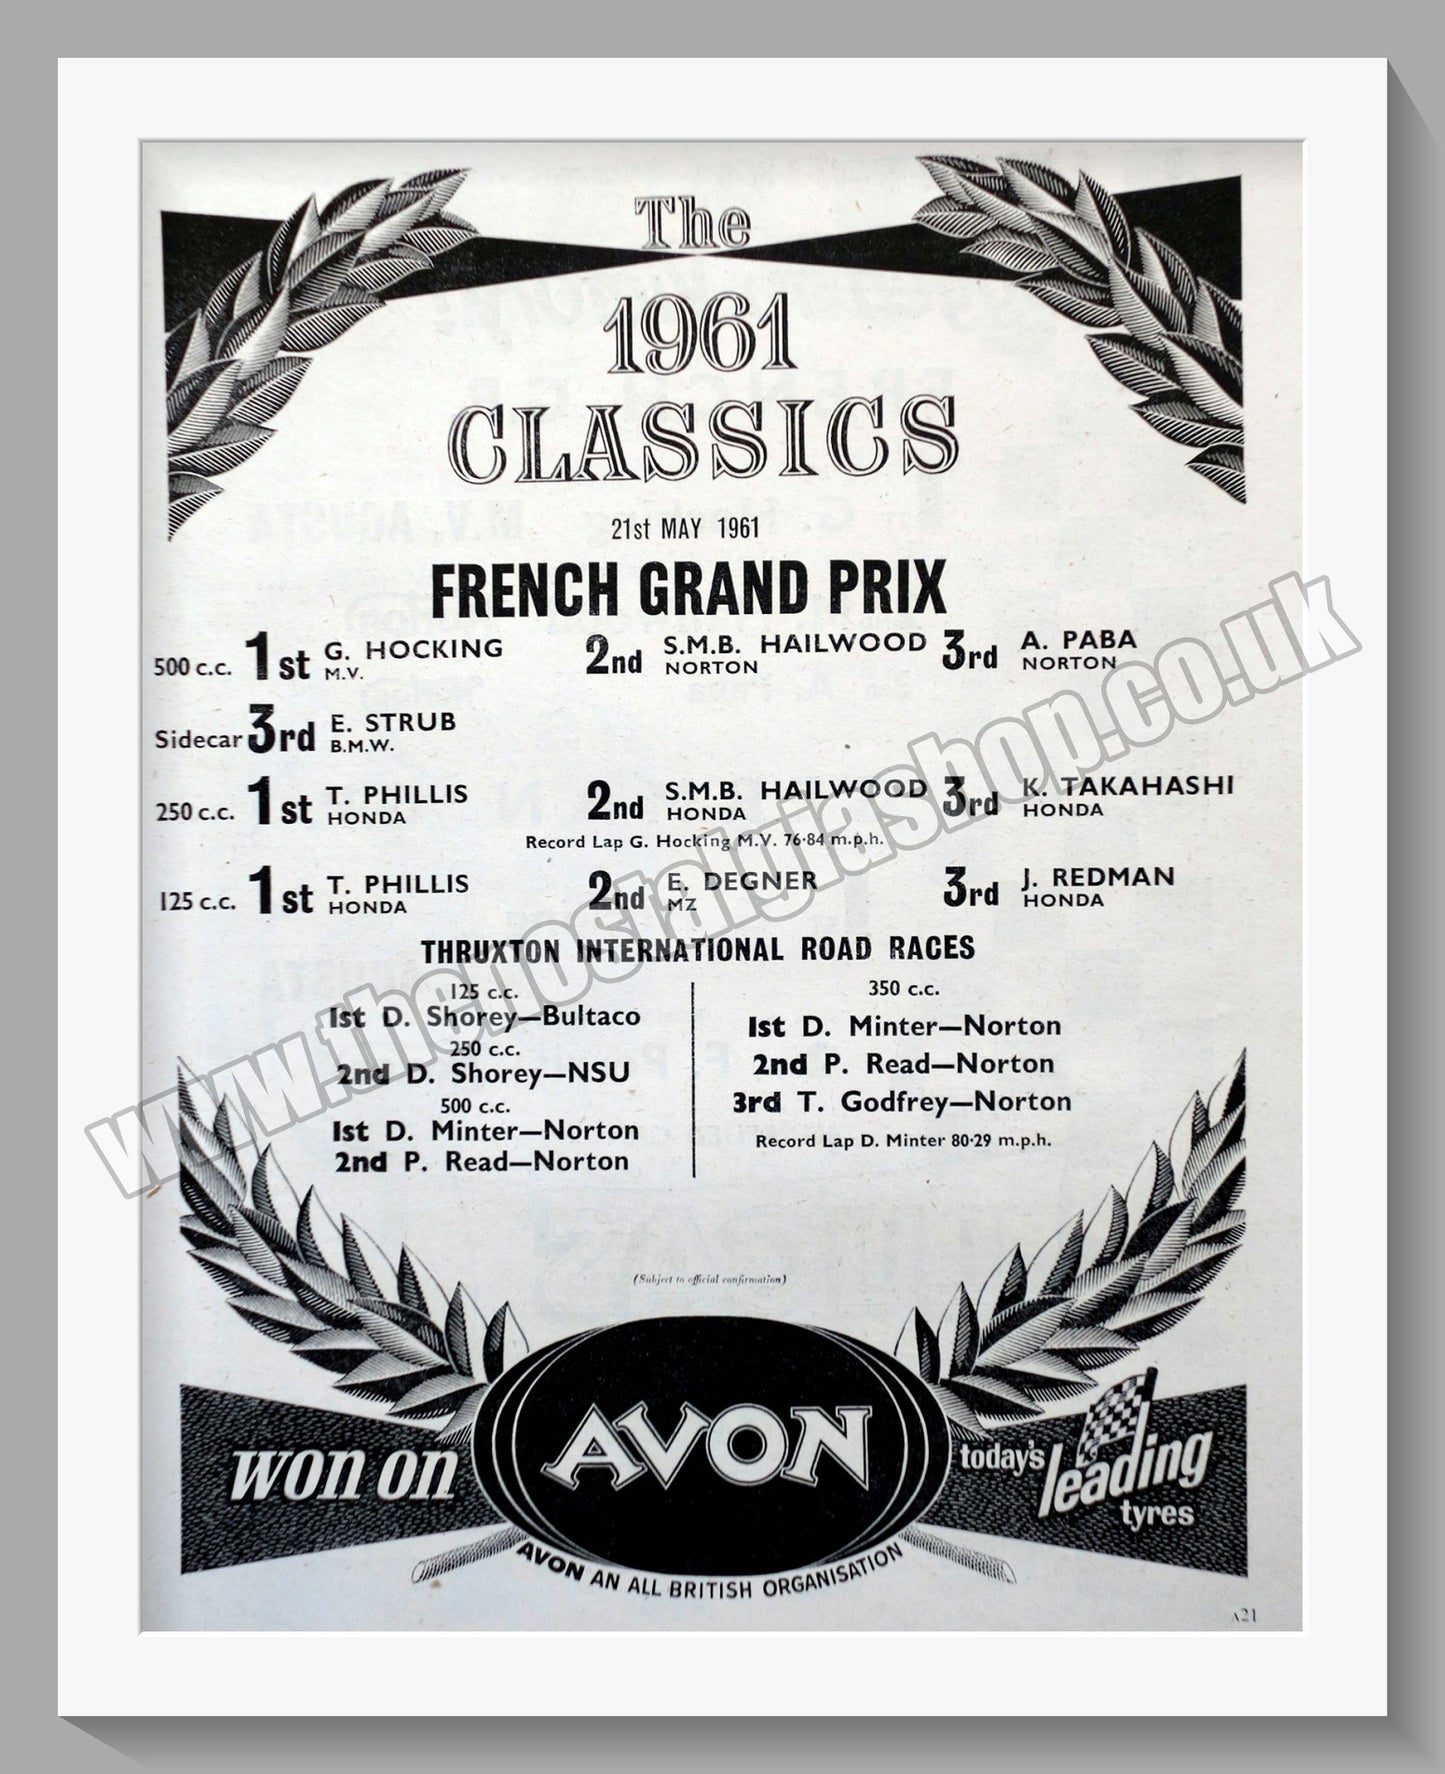 The
1961
CLASSICS
21st MAY 1961
FRENCH GRAND PRIX
500 c.c. 1st G. HOCKING M.V. 2nd S.M.B. HAILWOOD NORTON 3rd A. PABA NORTON
Sidecar 3rd E. STRUB B.M.W.
250 c.c. 1st T. PHILLIS HONDA 2nd S.M.B. HAILWOOD HONDA 3rd K. TAKAHASHI HONDA
Record Lap G. Hocking M.V. 76·84 m.p.h.
125 c.c. 1st T. PHILLIS HONDA 2nd E. DEGNER MZ 3rd J. REDMAN HONDA
THRUXTON INTERNATIONAL ROAD RACES
125 c.c.
1st D. Shorey—Bultaco
250 c.c.
2nd D. Shorey—NSU
500 c.c.
1st D. Minter—Norton
2nd P. Read—Norton
350 c.c.
1st D. Minter—Norton
2nd P. Read—Norton
3rd T. Godfrey—Norton
Record Lap D. Minter 80·29 m.p.h.
(Subject to official confirmation)
won on
AVON
today's
leading
tyres
AVON AN ALL BRITISH ORGANISATION
A21
www.thenostalgiashop.co.uk